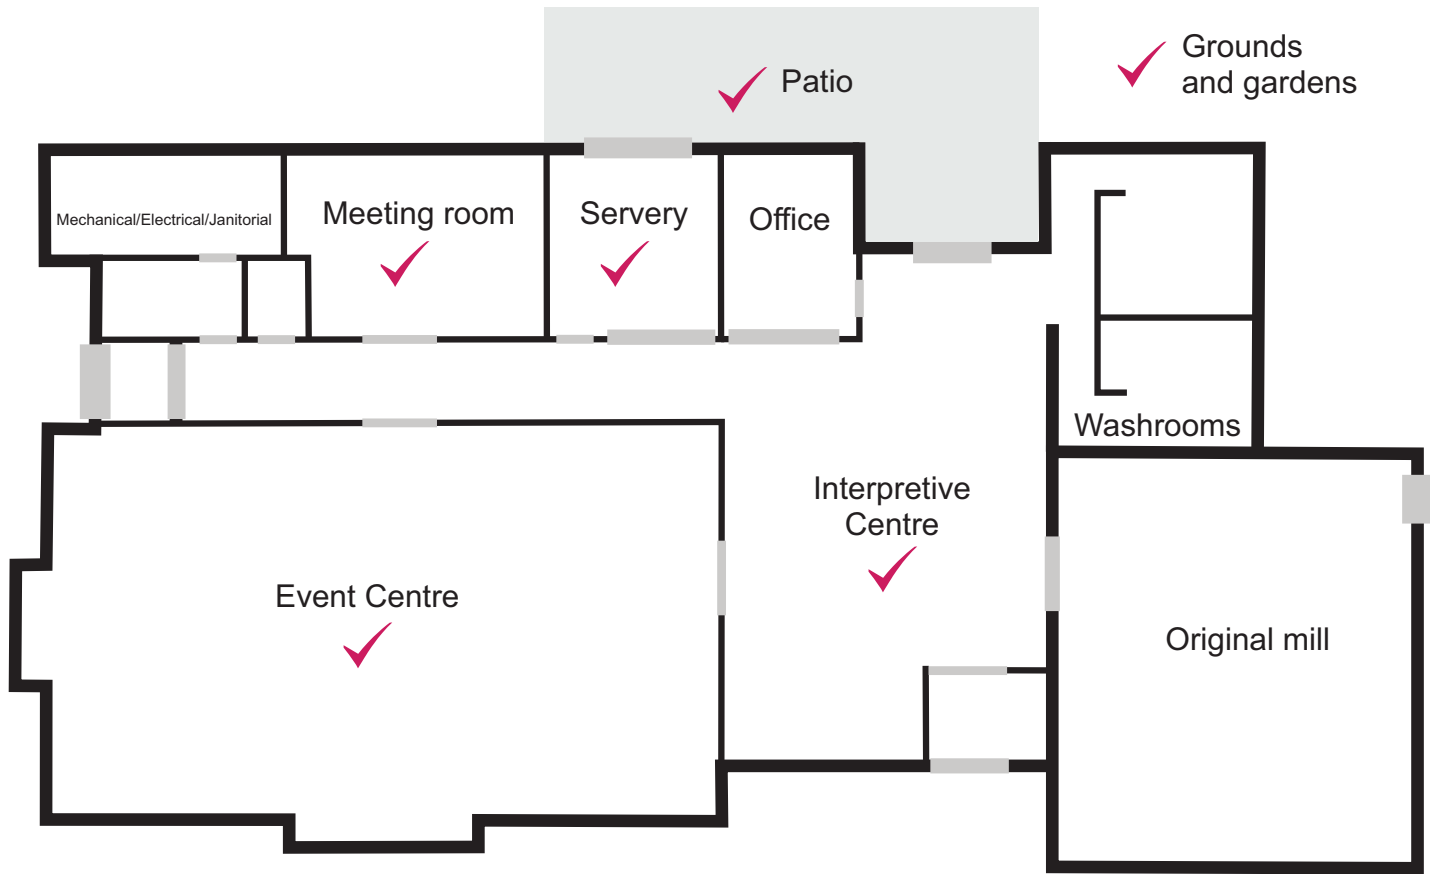 Grounds
and gardens
Patio
Mechanical/Electrical/Janitorial
Meeting room
Servery
Office
Washrooms
Interpretive
Centre
Event Centre
Original mill